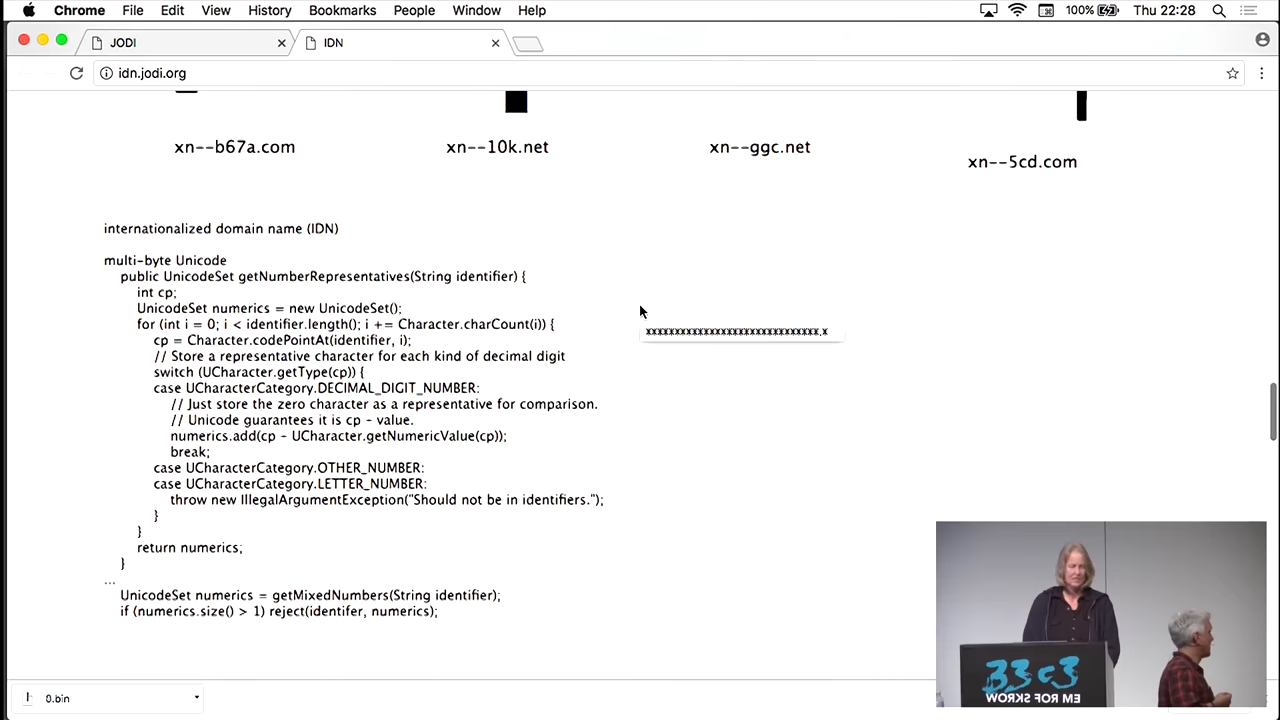 Chrome File Edit View History Bookmarks People Window Help 100% Thu 22:28
JODI IDN
idn.jodi.org
xn--b67a.com xn--10k.net xn--ggc.net xn--5cd.com
internationalized domain name (IDN)
multi-byte Unicode
public UnicodeSet getNumberRepresentatives(String identifier) {
int cp;
UnicodeSet numerics = new UnicodeSet();
for (int i = 0; i < identifier.length(); i += Character.charCount(i)) {
cp = Character.codePointAt(identifier, i);
// Store a representative character for each kind of decimal digit
switch (UCharacter.getType(cp)) {
case UCharacterCategory.DECIMAL_DIGIT_NUMBER:
// Just store the zero character as a representative for comparison.
// Unicode guarantees it is cp - value.
numerics.add(cp - UCharacter.getNumericValue(cp));
break;
case UCharacterCategory.OTHER_NUMBER:
case UCharacterCategory.LETTER_NUMBER:
throw new IllegalArgumentException("Should not be in identifiers.");
}
}
return numerics;
}
...
UnicodeSet numerics = getMixedNumbers(String identifier);
if (numerics.size() > 1) reject(identifer, numerics);
33c3
SKROW ROF ME
0.bin